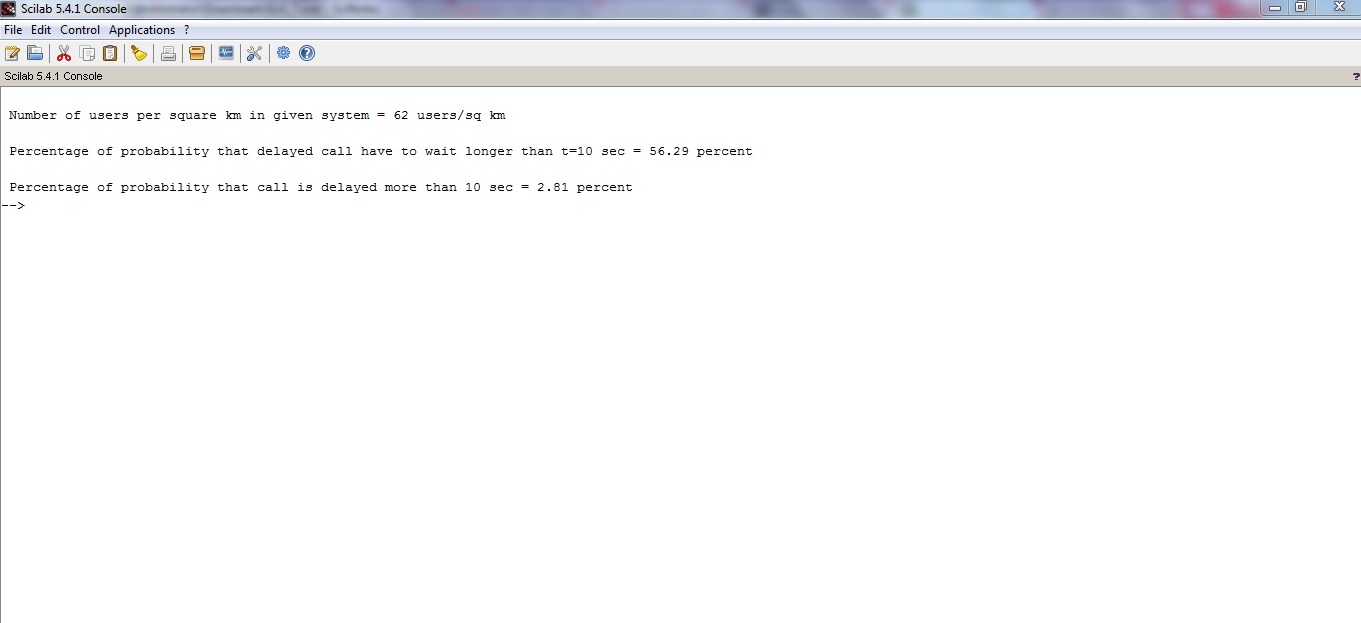 Scilab 5.4.1 Console
File Edit Control Applications ?
Scilab 5.4.1 Console ?
Number of users per square km in given system = 62 users/sq km
Percentage of probability that delayed call have to wait longer than t=10 sec = 56.29 percent
Percentage of probability that call is delayed more than 10 sec = 2.81 percent
-->